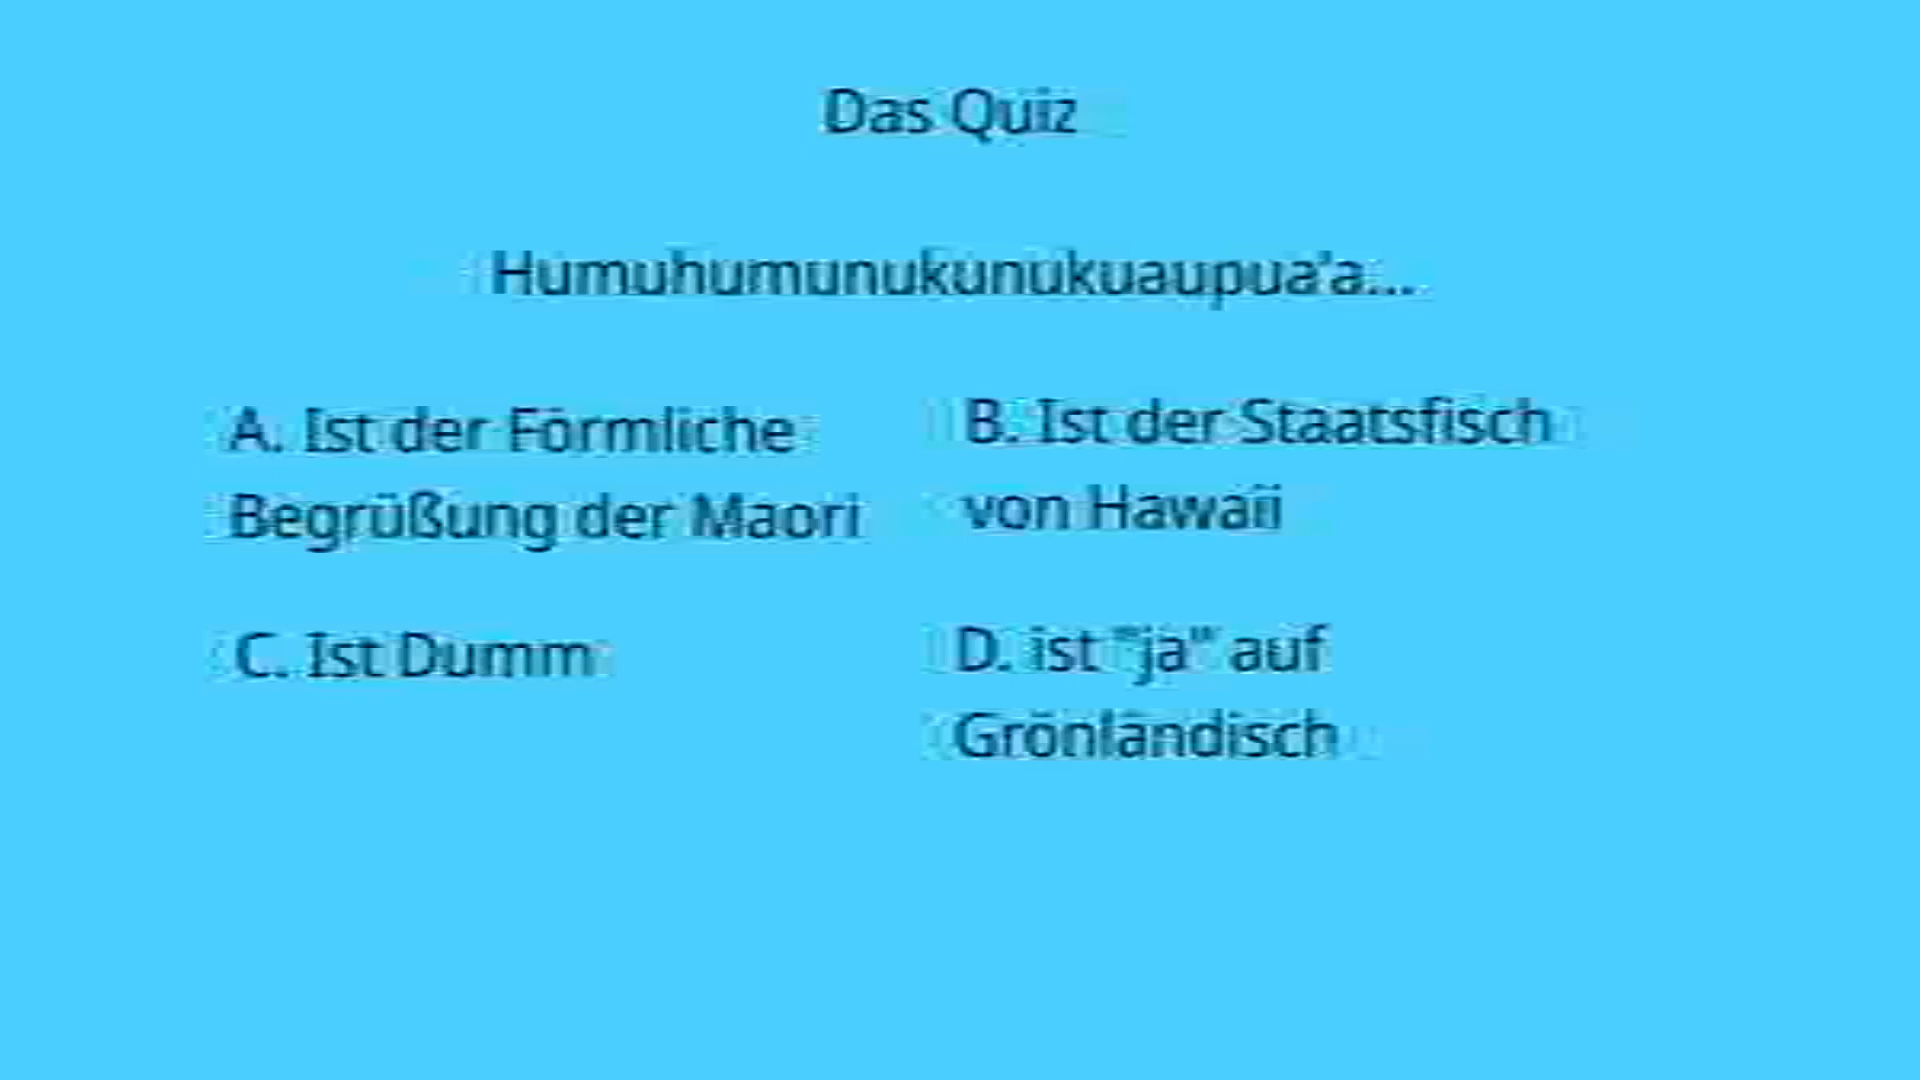 Das Quiz
Humuhumunukunukuaupua'a...
A. Ist der Förmliche
Begrüßung der Maori
B. Ist der Staatsfisch
von Hawaii
C. Ist Dumm
D. ist "ja" auf
Grönländisch